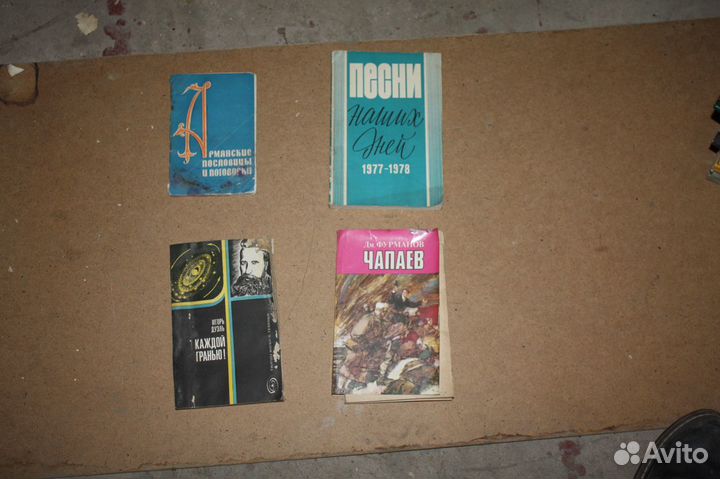 Армянские
пословицы
и поговорки
ПЕСНИ
наших
дней
1977-1978
ИГОРЬ
ДУЭЛЬ
КАЖДОЙ
ГРАНЬЮ!
Дм. ФУРМАНОВ
ЧАПАЕВ
Avito